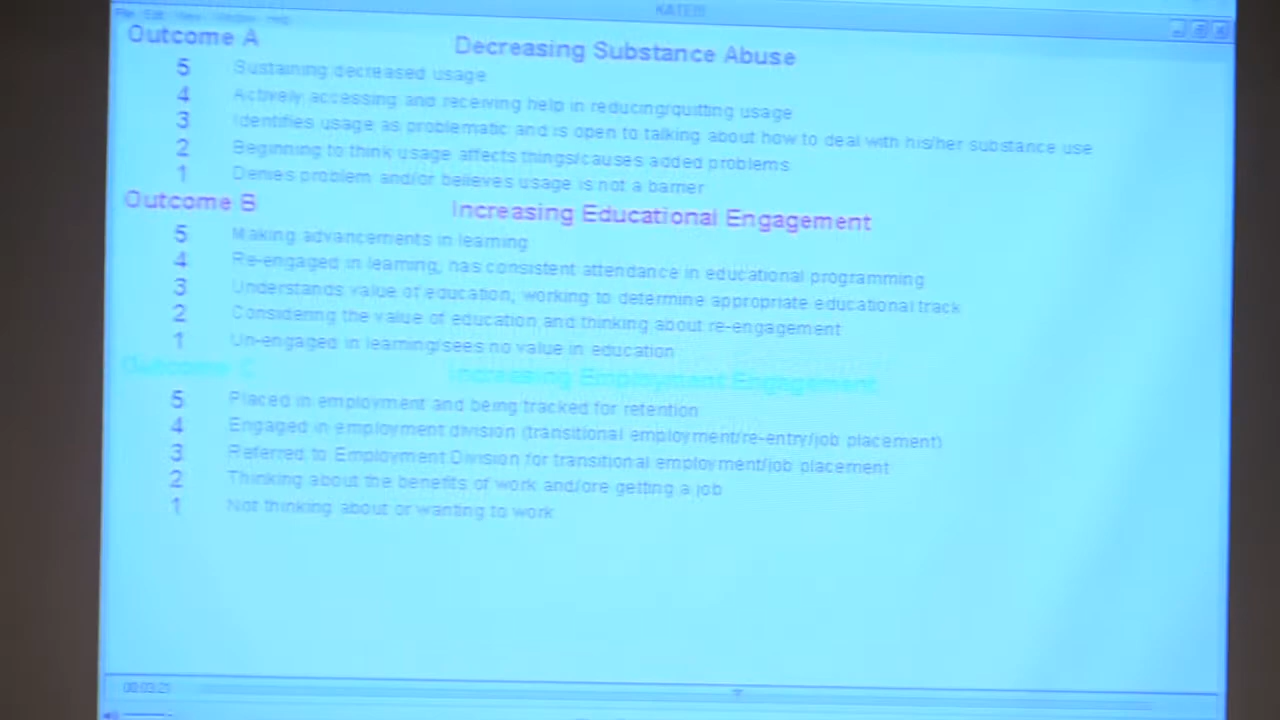 File Edit View Window Help
Outcome A Decreasing Substance Abuse
5 Sustaining decreased usage
4 Actively accessing and receiving help in reducing/quitting usage
3 Identifies usage as problematic and is open to talking about how to deal with his/her substance use
2 Beginning to think usage affects things/causes added problems
1 Denies problem and/or believes usage is not a barrier
Outcome B Increasing Educational Engagement
5 Making advancements in learning
4 Re-engaged in learning, has consistent attendance in educational programming
3 Understands value of education, working to determine appropriate educational track
2 Considering the value of education and thinking about re-engagement
1 Un-engaged in learning/sees no value in education
Outcome C Increasing Employment Engagement
5 Placed in employment and being tracked for retention
4 Engaged in employment division (transitional employment/re-entry/job placement)
3 Referred to Employment Division for transitional employment/job placement
2 Thinking about the benefits of work and/ore getting a job
1 Not thinking about or wanting to work
00:03:21